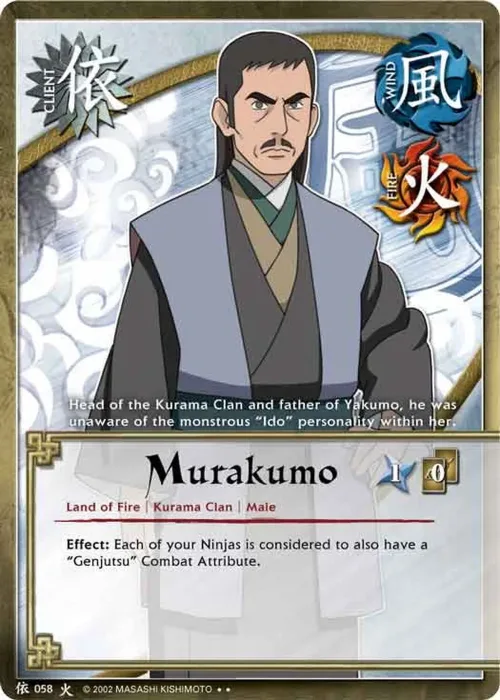 CLIENT
依
WIND
風
FIRE
火
Head of the Kurama Clan and father of Yakumo, he was
unaware of the monstrous "Ido" personality within her.
Murakumo
1 0
Land of Fire | Kurama Clan | Male
Effect: Each of your Ninjas is considered to also have a
"Genjutsu" Combat Attribute.
依 058 火 © 2002 MASASHI KISHIMOTO ★★